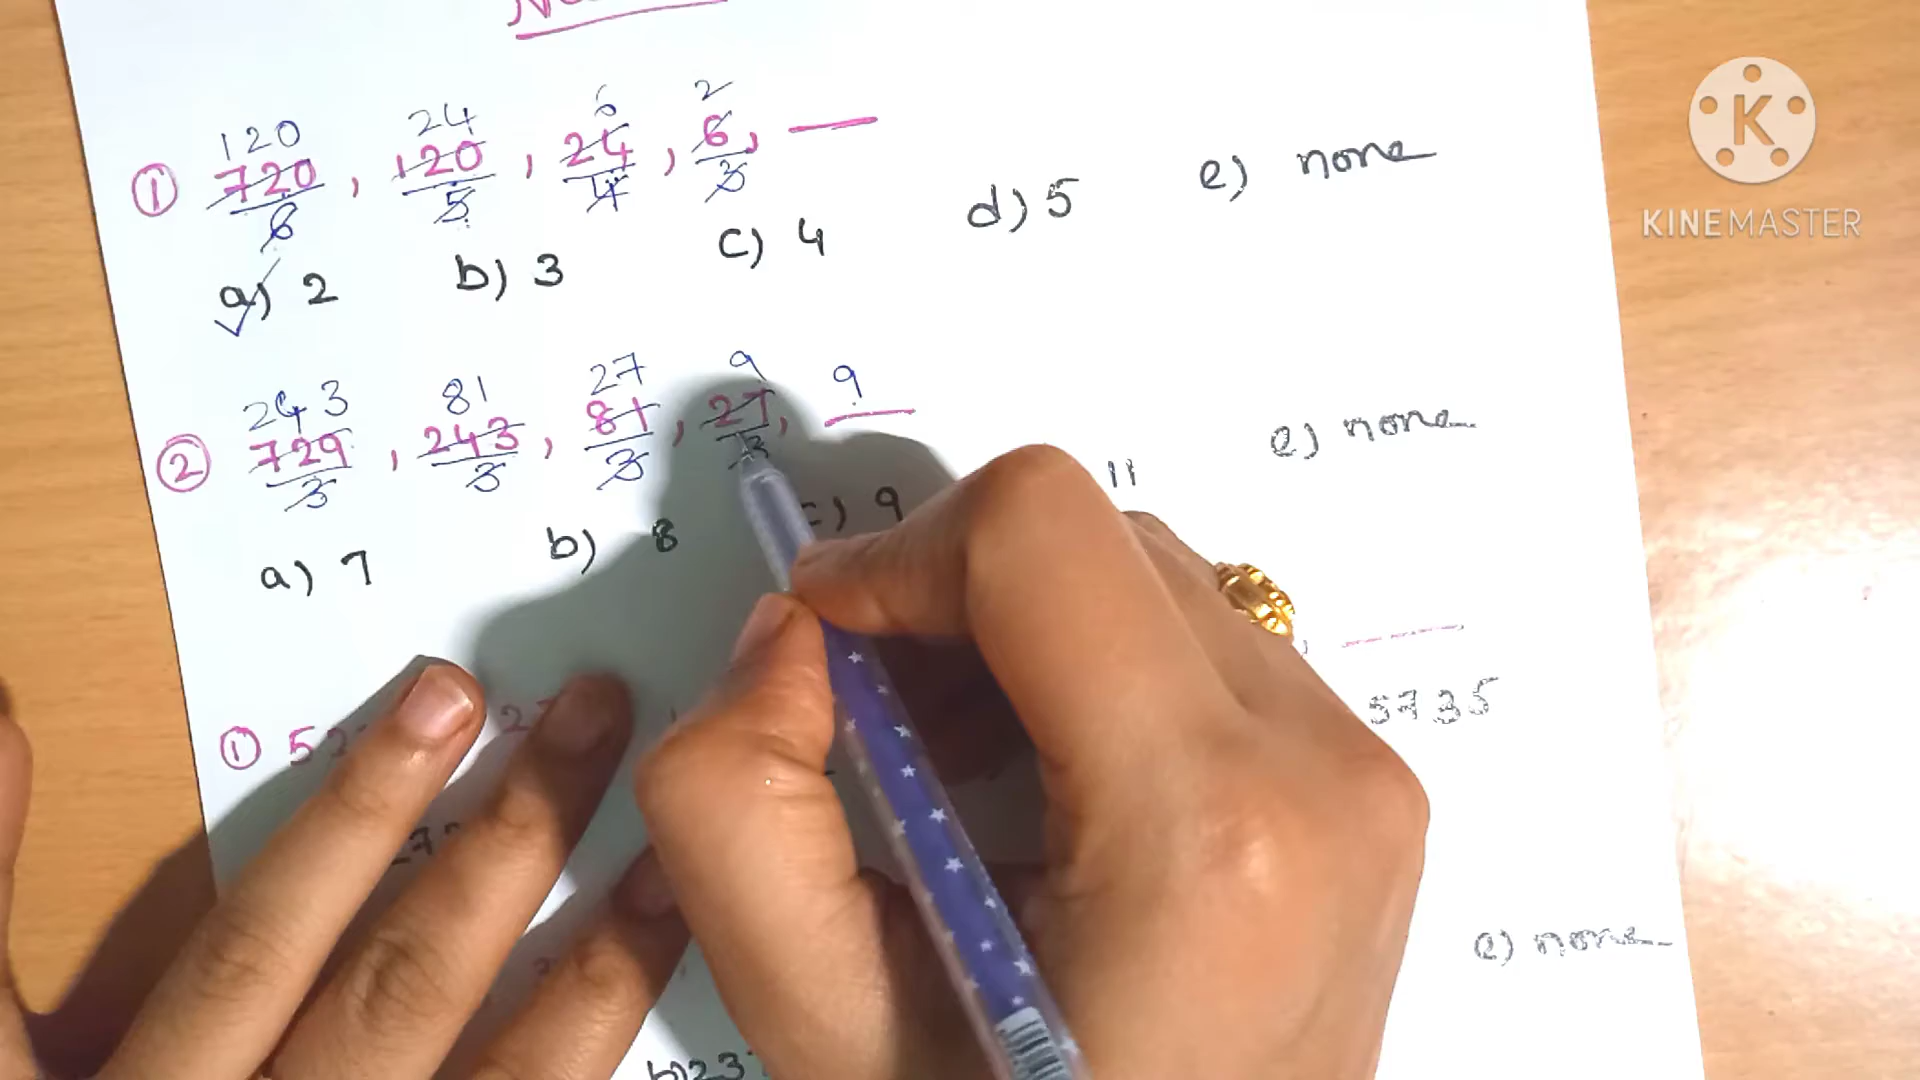 120 24 6 2
① 720/6 , 120/5 , 24/4 , 6/3 , —
a) 2 b) 3 c) 4 d) 5 e) none
243 81 27 9 9
② 729/3 , 243/3 , 81/3 , 27/3 , —
a) 7 b) 8 c) 9 11 e) none
①
5735
e) none
b)
K
KINEMASTER